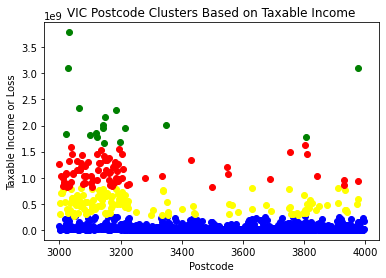 VIC Postcode Clusters Based on Taxable Income
1e9
3.5
3.0
2.5
2.0
1.5
1.0
0.5
0.0
Taxable Income or Loss
3000 3200 3400 3600 3800 4000
Postcode